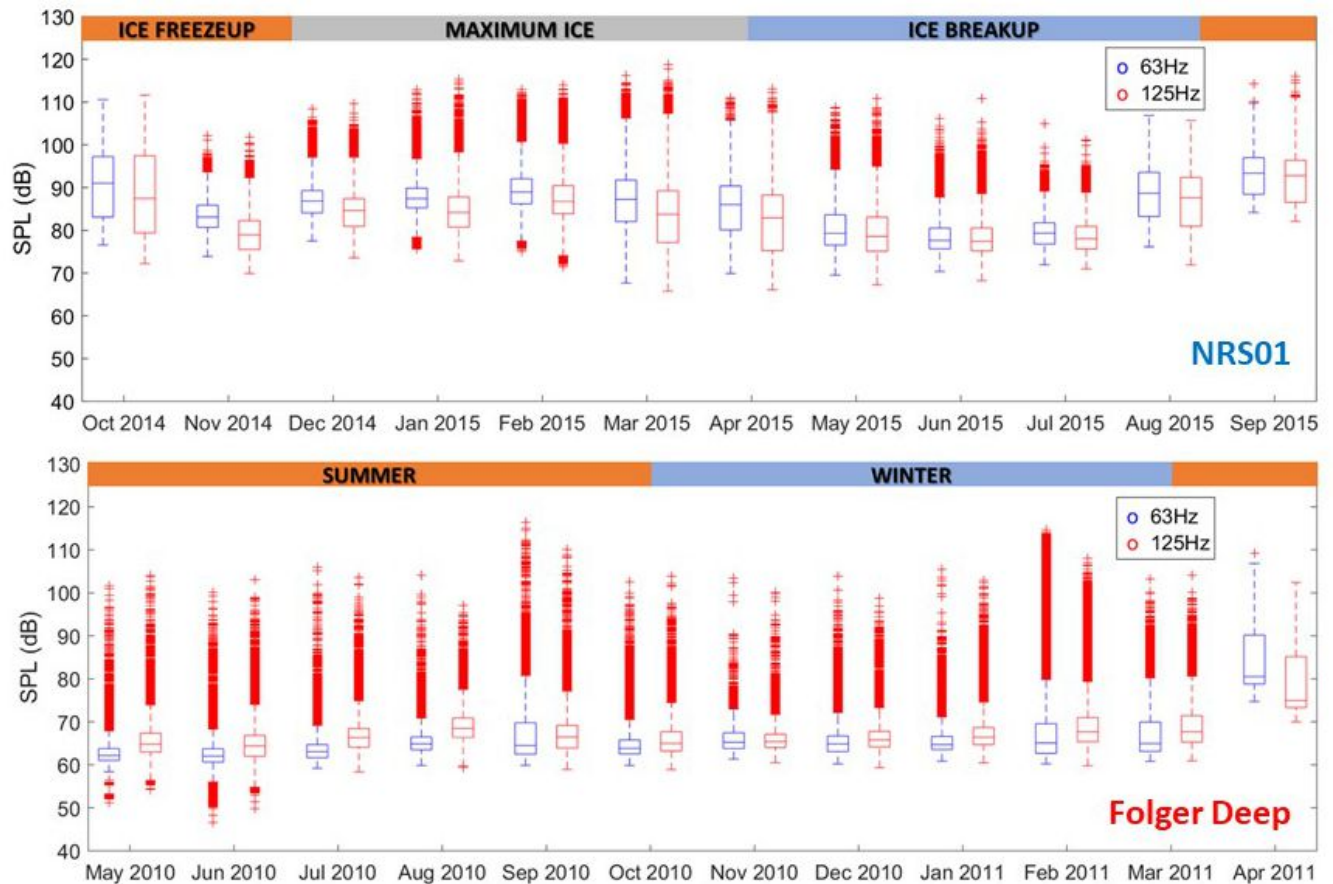 130
ICE FREEZEUP MAXIMUM ICE ICE BREAKUP
120
63Hz
125Hz
110
100
90
80
70
60
50
40
SPL (dB)
NRS01
Oct 2014 Nov 2014 Dec 2014 Jan 2015 Feb 2015 Mar 2015 Apr 2015 May 2015 Jun 2015 Jul 2015 Aug 2015 Sep 2015
130
SUMMER WINTER
120
63Hz
125Hz
110
100
90
80
70
60
50
40
SPL (dB)
Folger Deep
May 2010 Jun 2010 Jul 2010 Aug 2010 Sep 2010 Oct 2010 Nov 2010 Dec 2010 Jan 2011 Feb 2011 Mar 2011 Apr 2011